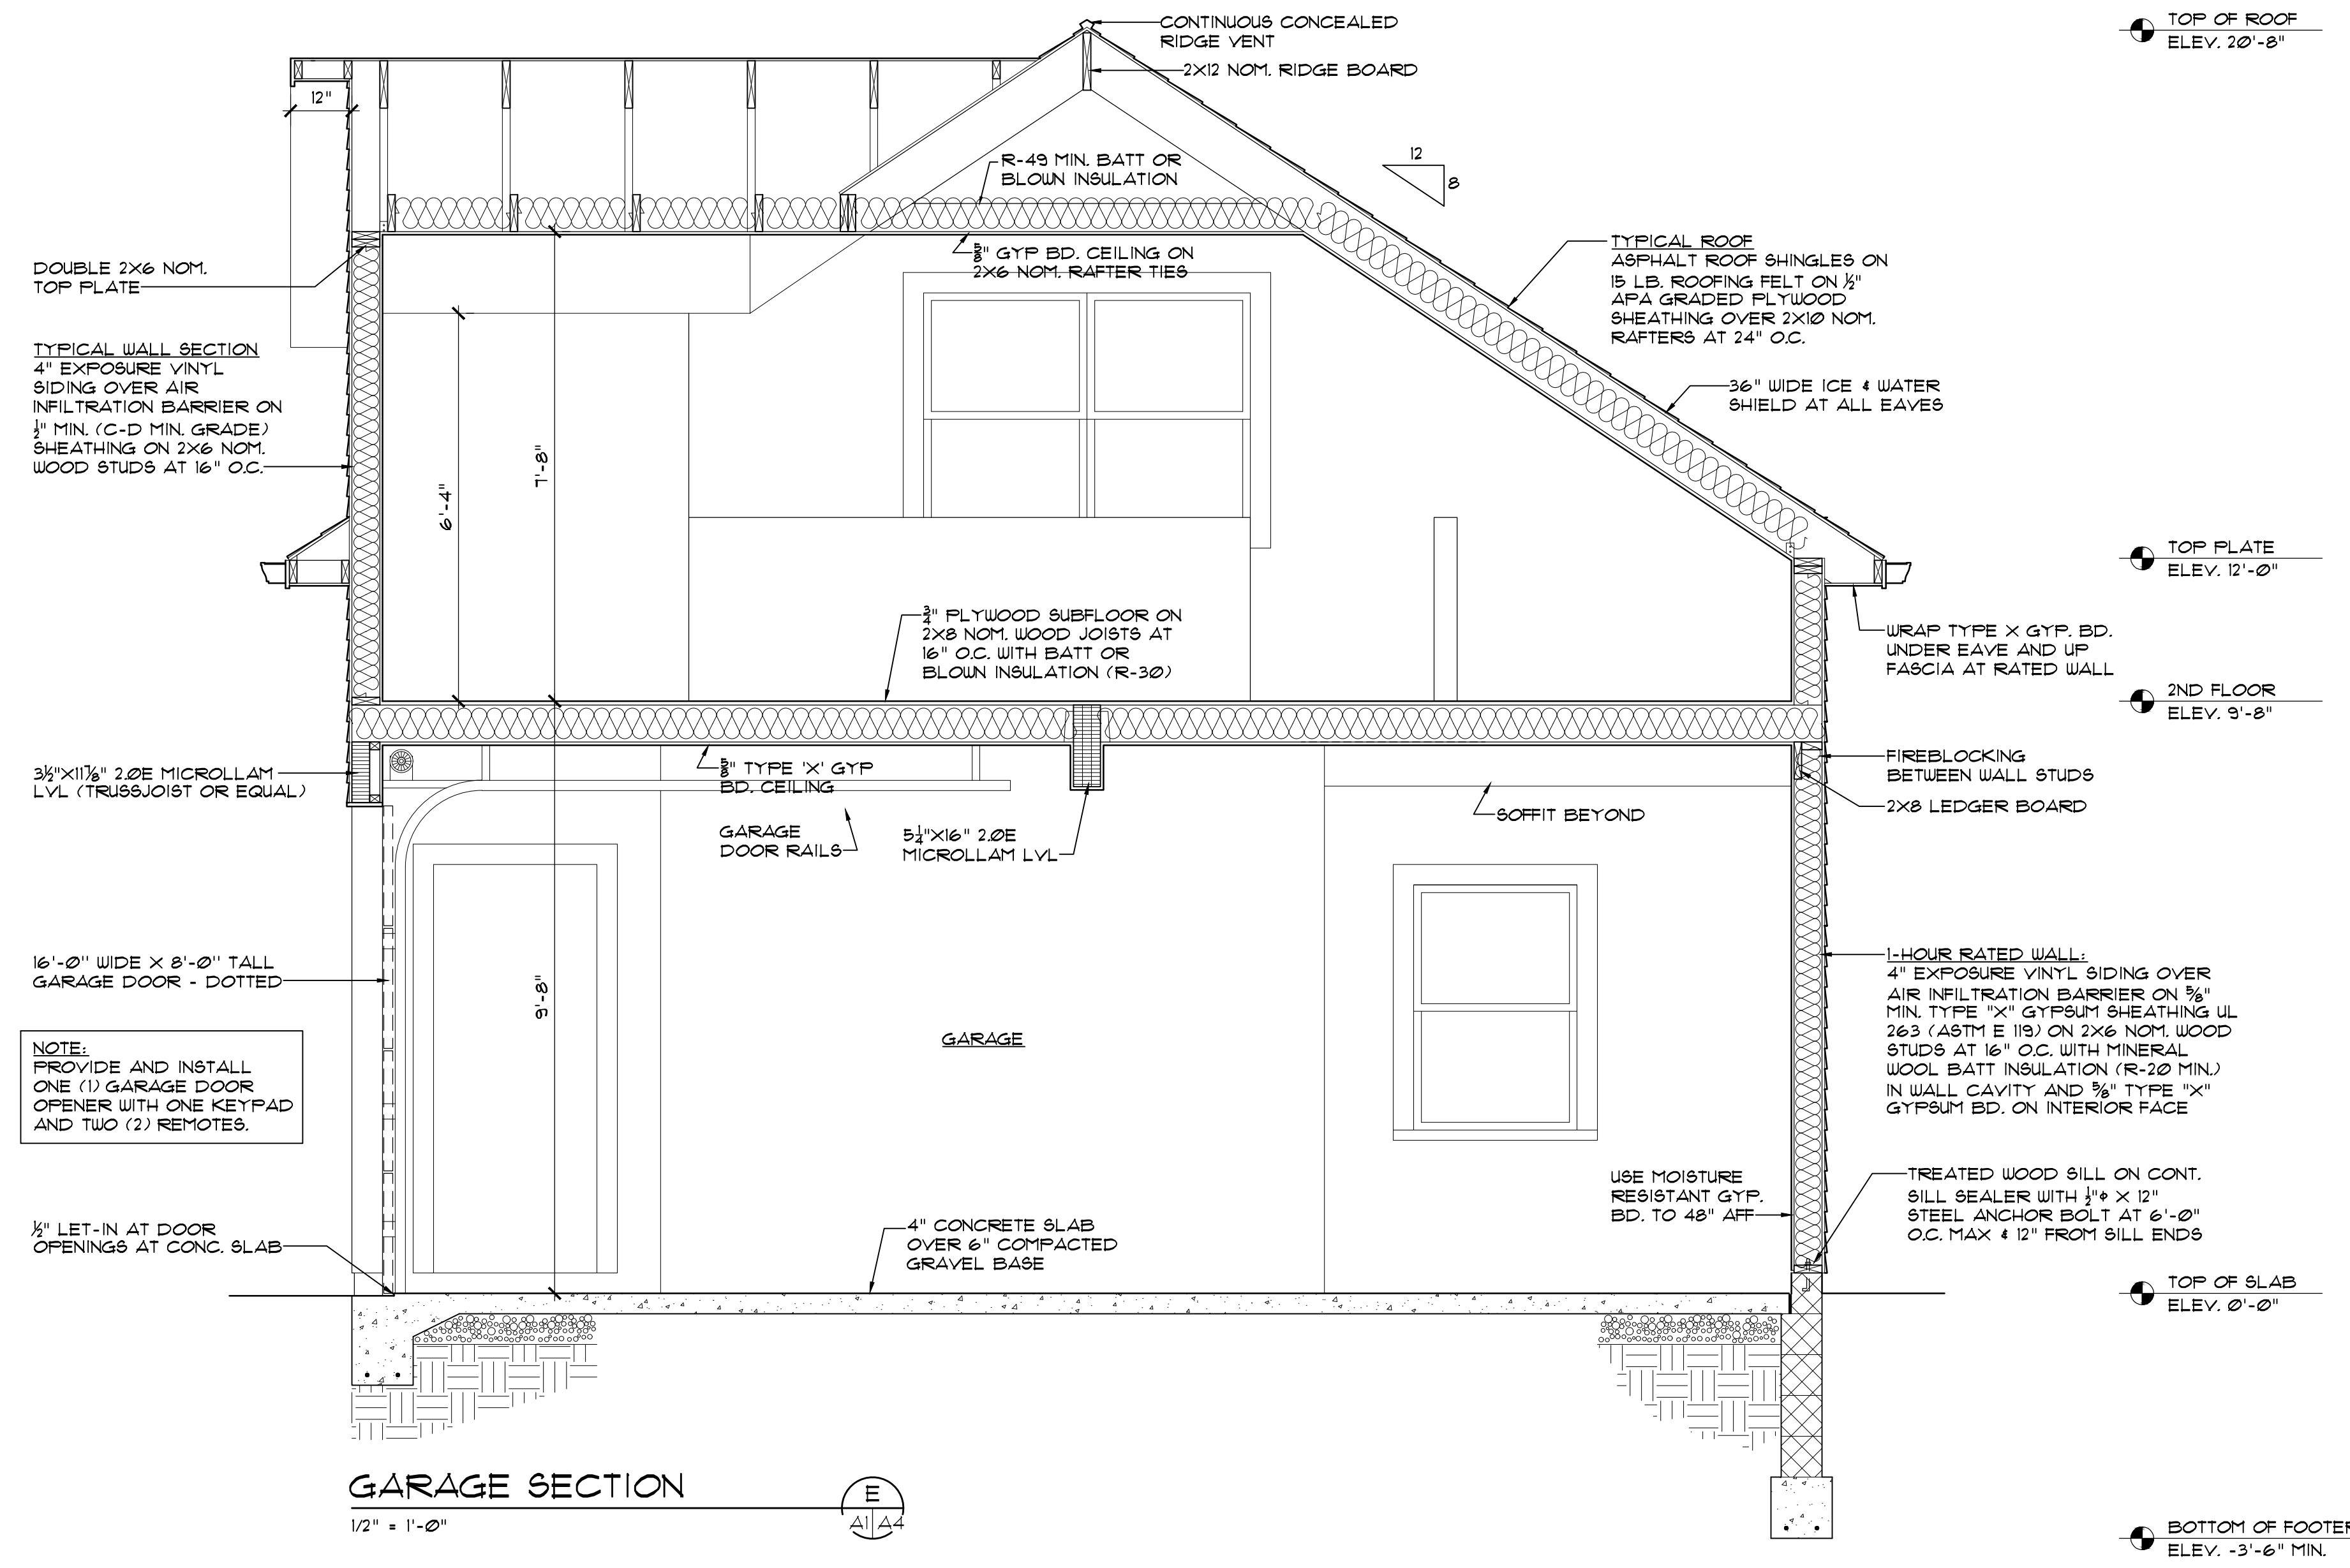 CONTINUOUS CONCEALED
RIDGE VENT
2X12 NOM. RIDGE BOARD
TOP OF ROOF
ELEV. 20'-8"
12"
R-49 MIN. BATT OR
BLOWN INSULATION
12
8
5/8" GYP BD. CEILING ON
2X6 NOM. RAFTER TIES
TYPICAL ROOF
ASPHALT ROOF SHINGLES ON
15 LB. ROOFING FELT ON 1/2"
APA GRADED PLYWOOD
SHEATHING OVER 2X10 NOM.
RAFTERS AT 24" O.C.
DOUBLE 2X6 NOM.
TOP PLATE
TYPICAL WALL SECTION
4" EXPOSURE VINYL
SIDING OVER AIR
INFILTRATION BARRIER ON
1/2" MIN. (C-D MIN. GRADE)
SHEATHING ON 2X6 NOM.
WOOD STUDS AT 16" O.C.
36" WIDE ICE & WATER
SHIELD AT ALL EAVES
6'-4"
7'-8"
TOP PLATE
ELEV. 12'-0"
3/4" PLYWOOD SUBFLOOR ON
2X8 NOM. WOOD JOISTS AT
16" O.C. WITH BATT OR
BLOWN INSULATION (R-30)
WRAP TYPE X GYP. BD.
UNDER EAVE AND UP
FASCIA AT RATED WALL
2ND FLOOR
ELEV. 9'-8"
3 1/2"X11 7/8" 2.0E MICROLLAM
LVL (TRUSSJOIST OR EQUAL)
5/8" TYPE 'X' GYP
BD. CEILING
GARAGE
DOOR RAILS
5 1/4"X16" 2.0E
MICROLLAM LVL
SOFFIT BEYOND
FIREBLOCKING
BETWEEN WALL STUDS
2X8 LEDGER BOARD
16'-0" WIDE X 8'-0" TALL
GARAGE DOOR - DOTTED
9'-8"
GARAGE
1-HOUR RATED WALL:
4" EXPOSURE VINYL SIDING OVER
AIR INFILTRATION BARRIER ON 5/8"
MIN. TYPE "X" GYPSUM SHEATHING UL
263 (ASTM E 119) ON 2X6 NOM. WOOD
STUDS AT 16" O.C. WITH MINERAL
WOOL BATT INSULATION (R-20 MIN.)
IN WALL CAVITY AND 5/8" TYPE "X"
GYPSUM BD. ON INTERIOR FACE
NOTE:
PROVIDE AND INSTALL
ONE (1) GARAGE DOOR
OPENER WITH ONE KEYPAD
AND TWO (2) REMOTES.
USE MOISTURE
RESISTANT GYP.
BD. TO 48" AFF
TREATED WOOD SILL ON CONT.
SILL SEALER WITH 1/2"ϕ X 12"
STEEL ANCHOR BOLT AT 6'-0"
O.C. MAX & 12" FROM SILL ENDS
1/2" LET-IN AT DOOR
OPENINGS AT CONC. SLAB
4" CONCRETE SLAB
OVER 6" COMPACTED
GRAVEL BASE
TOP OF SLAB
ELEV. 0'-0"
GARAGE SECTION
1/2" = 1'-0"
E
A1 A4
BOTTOM OF FOOTER
ELEV. -3'-6" MIN.